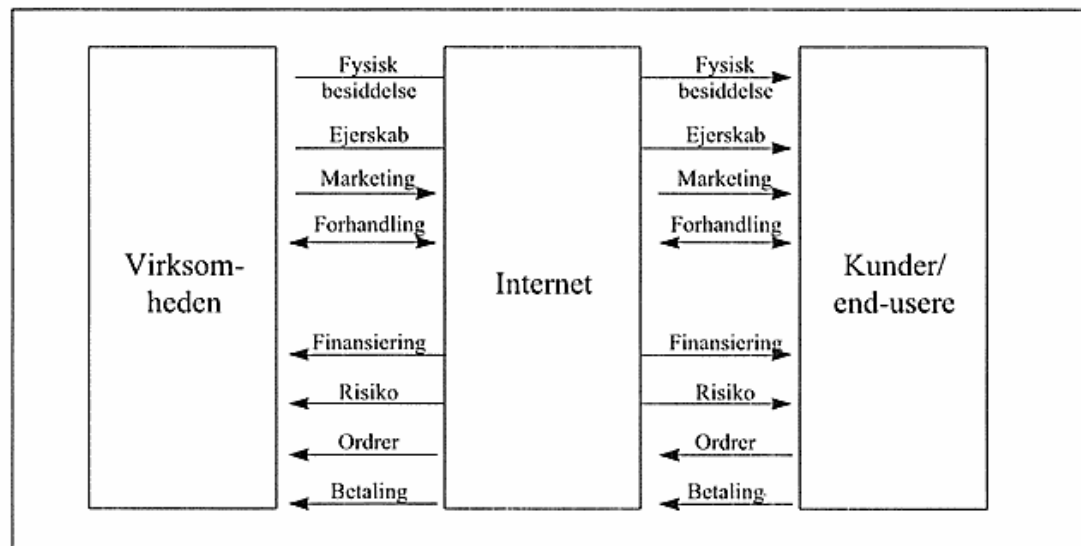 Fysisk
besiddelse
Fysisk
besiddelse
Ejerskab
Ejerskab
Marketing
Marketing
Forhandling
Forhandling
Virksom-
heden
Internet
Kunder/
end-usere
Finansiering
Finansiering
Risiko
Risiko
Ordrer
Ordrer
Betaling
Betaling